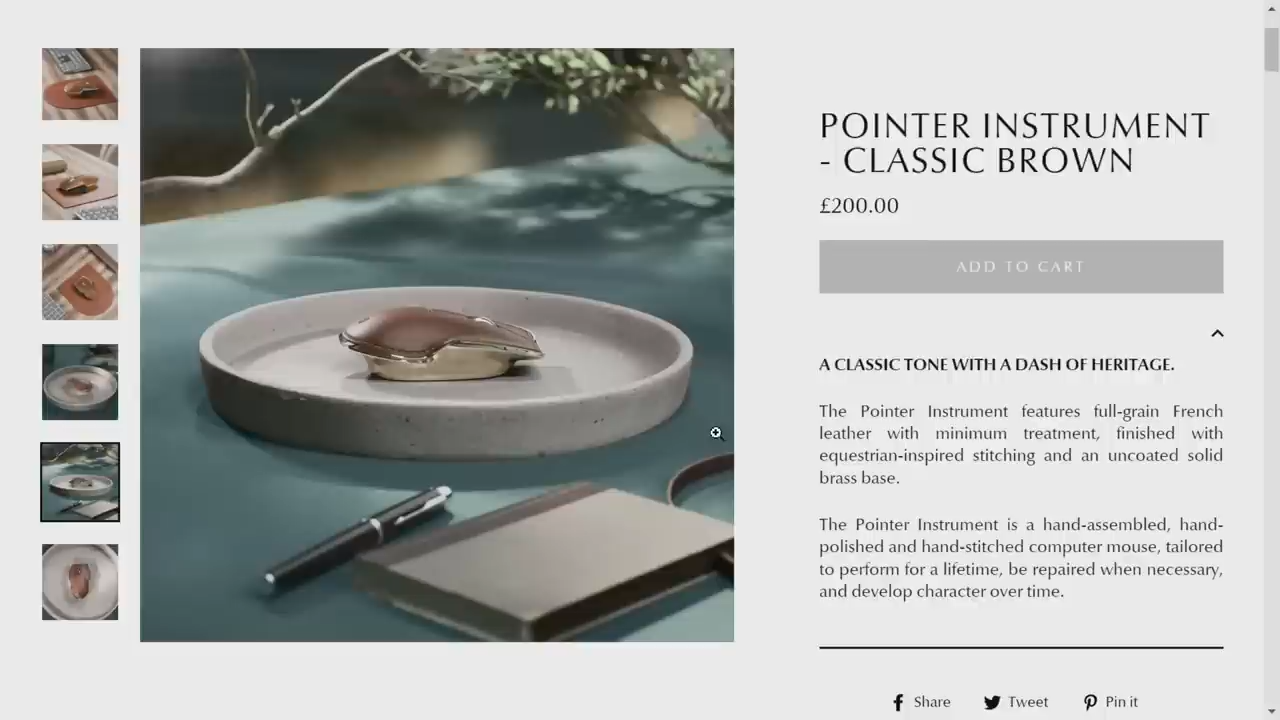 POINTER INSTRUMENT
- CLASSIC BROWN
£200.00
ADD TO CART
A CLASSIC TONE WITH A DASH OF HERITAGE.
The Pointer Instrument features full-grain French
leather with minimum treatment, finished with
equestrian-inspired stitching and an uncoated solid
brass base.
The Pointer Instrument is a hand-assembled, hand-
polished and hand-stitched computer mouse, tailored
to perform for a lifetime, be repaired when necessary,
and develop character over time.
Share
Tweet
Pin it